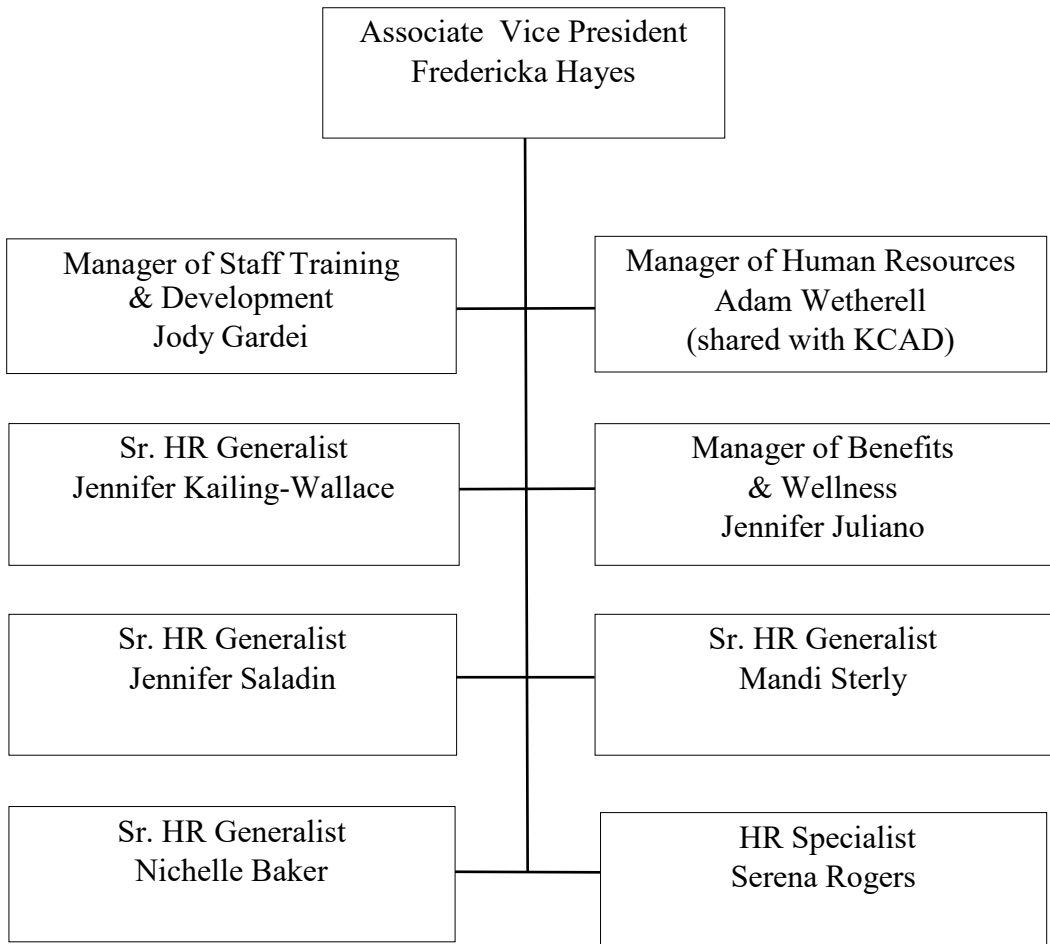 Associate Vice President
Fredericka Hayes
Manager of Staff Training
& Development
Jody Gardei
Manager of Human Resources
Adam Wetherell
(shared with KCAD)
Sr. HR Generalist
Jennifer Kailing-Wallace
Manager of Benefits
& Wellness
Jennifer Juliano
Sr. HR Generalist
Jennifer Saladin
Sr. HR Generalist
Mandi Sterly
Sr. HR Generalist
Nichelle Baker
HR Specialist
Serena Rogers